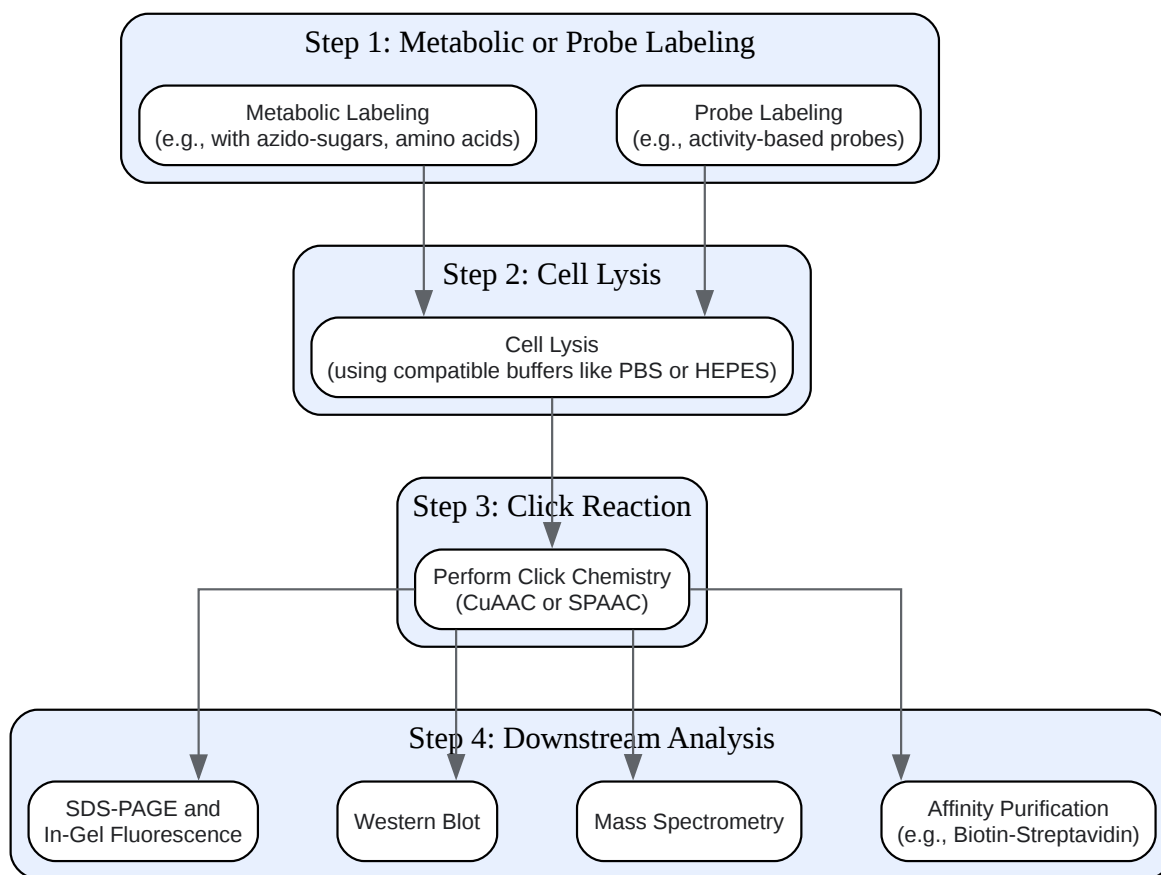 Step 1: Metabolic or Probe Labeling
Metabolic Labeling
(e.g., with azido-sugars, amino acids)
Probe Labeling
(e.g., activity-based probes)
Step 2: Cell Lysis
Cell Lysis
(using compatible buffers like PBS or HEPES)
Step 3: Click Reaction
Perform Click Chemistry
(CuAAC or SPAAC)
Step 4: Downstream Analysis
SDS-PAGE and
In-Gel Fluorescence
Western Blot
Mass Spectrometry
Affinity Purification
(e.g., Biotin-Streptavidin)